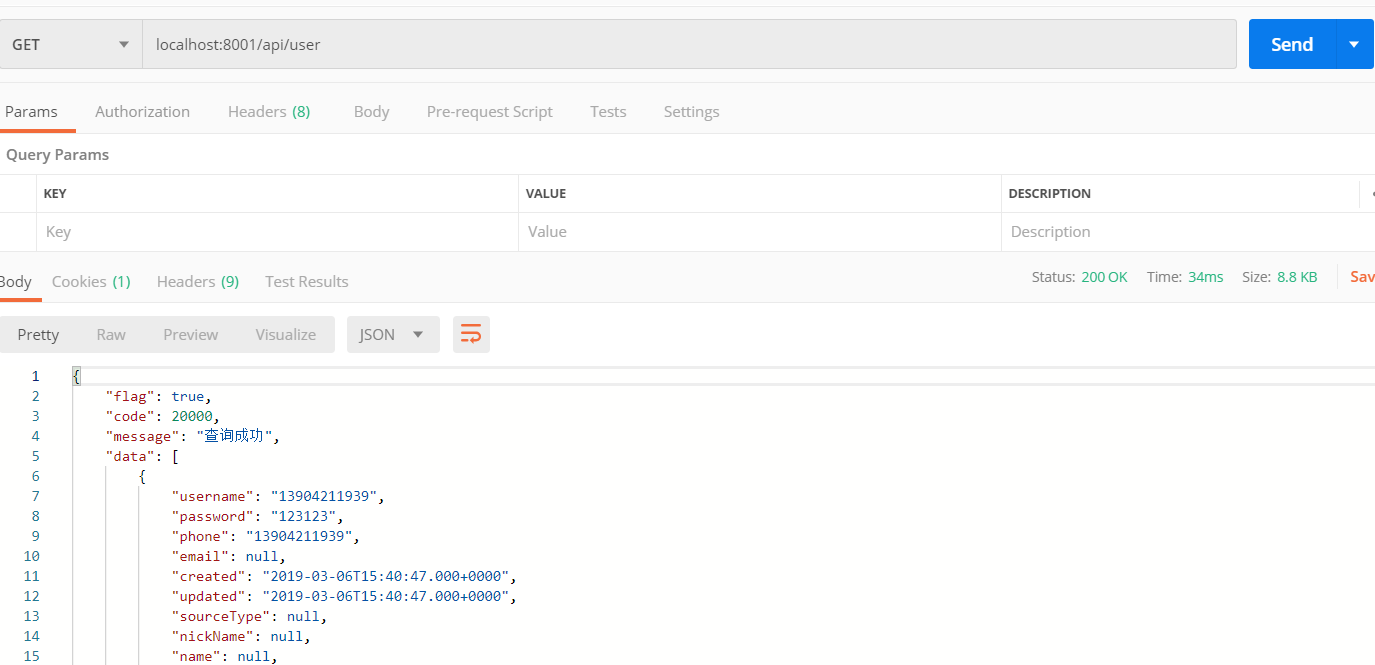 GET localhost:8001/api/user Send
Params Authorization Headers (8) Body Pre-request Script Tests Settings
Query Params
KEY VALUE DESCRIPTION
Key Value Description
Body Cookies (1) Headers (9) Test Results Status: 200 OK Time: 34ms Size: 8.8 KB Sav
Pretty Raw Preview Visualize JSON
1 {
2 "flag": true,
3 "code": 20000,
4 "message": "查询成功",
5 "data": [
6 {
7 "username": "13904211939",
8 "password": "123123",
9 "phone": "13904211939",
10 "email": null,
11 "created": "2019-03-06T15:40:47.000+0000",
12 "updated": "2019-03-06T15:40:47.000+0000",
13 "sourceType": null,
14 "nickName": null,
15 "name": null,